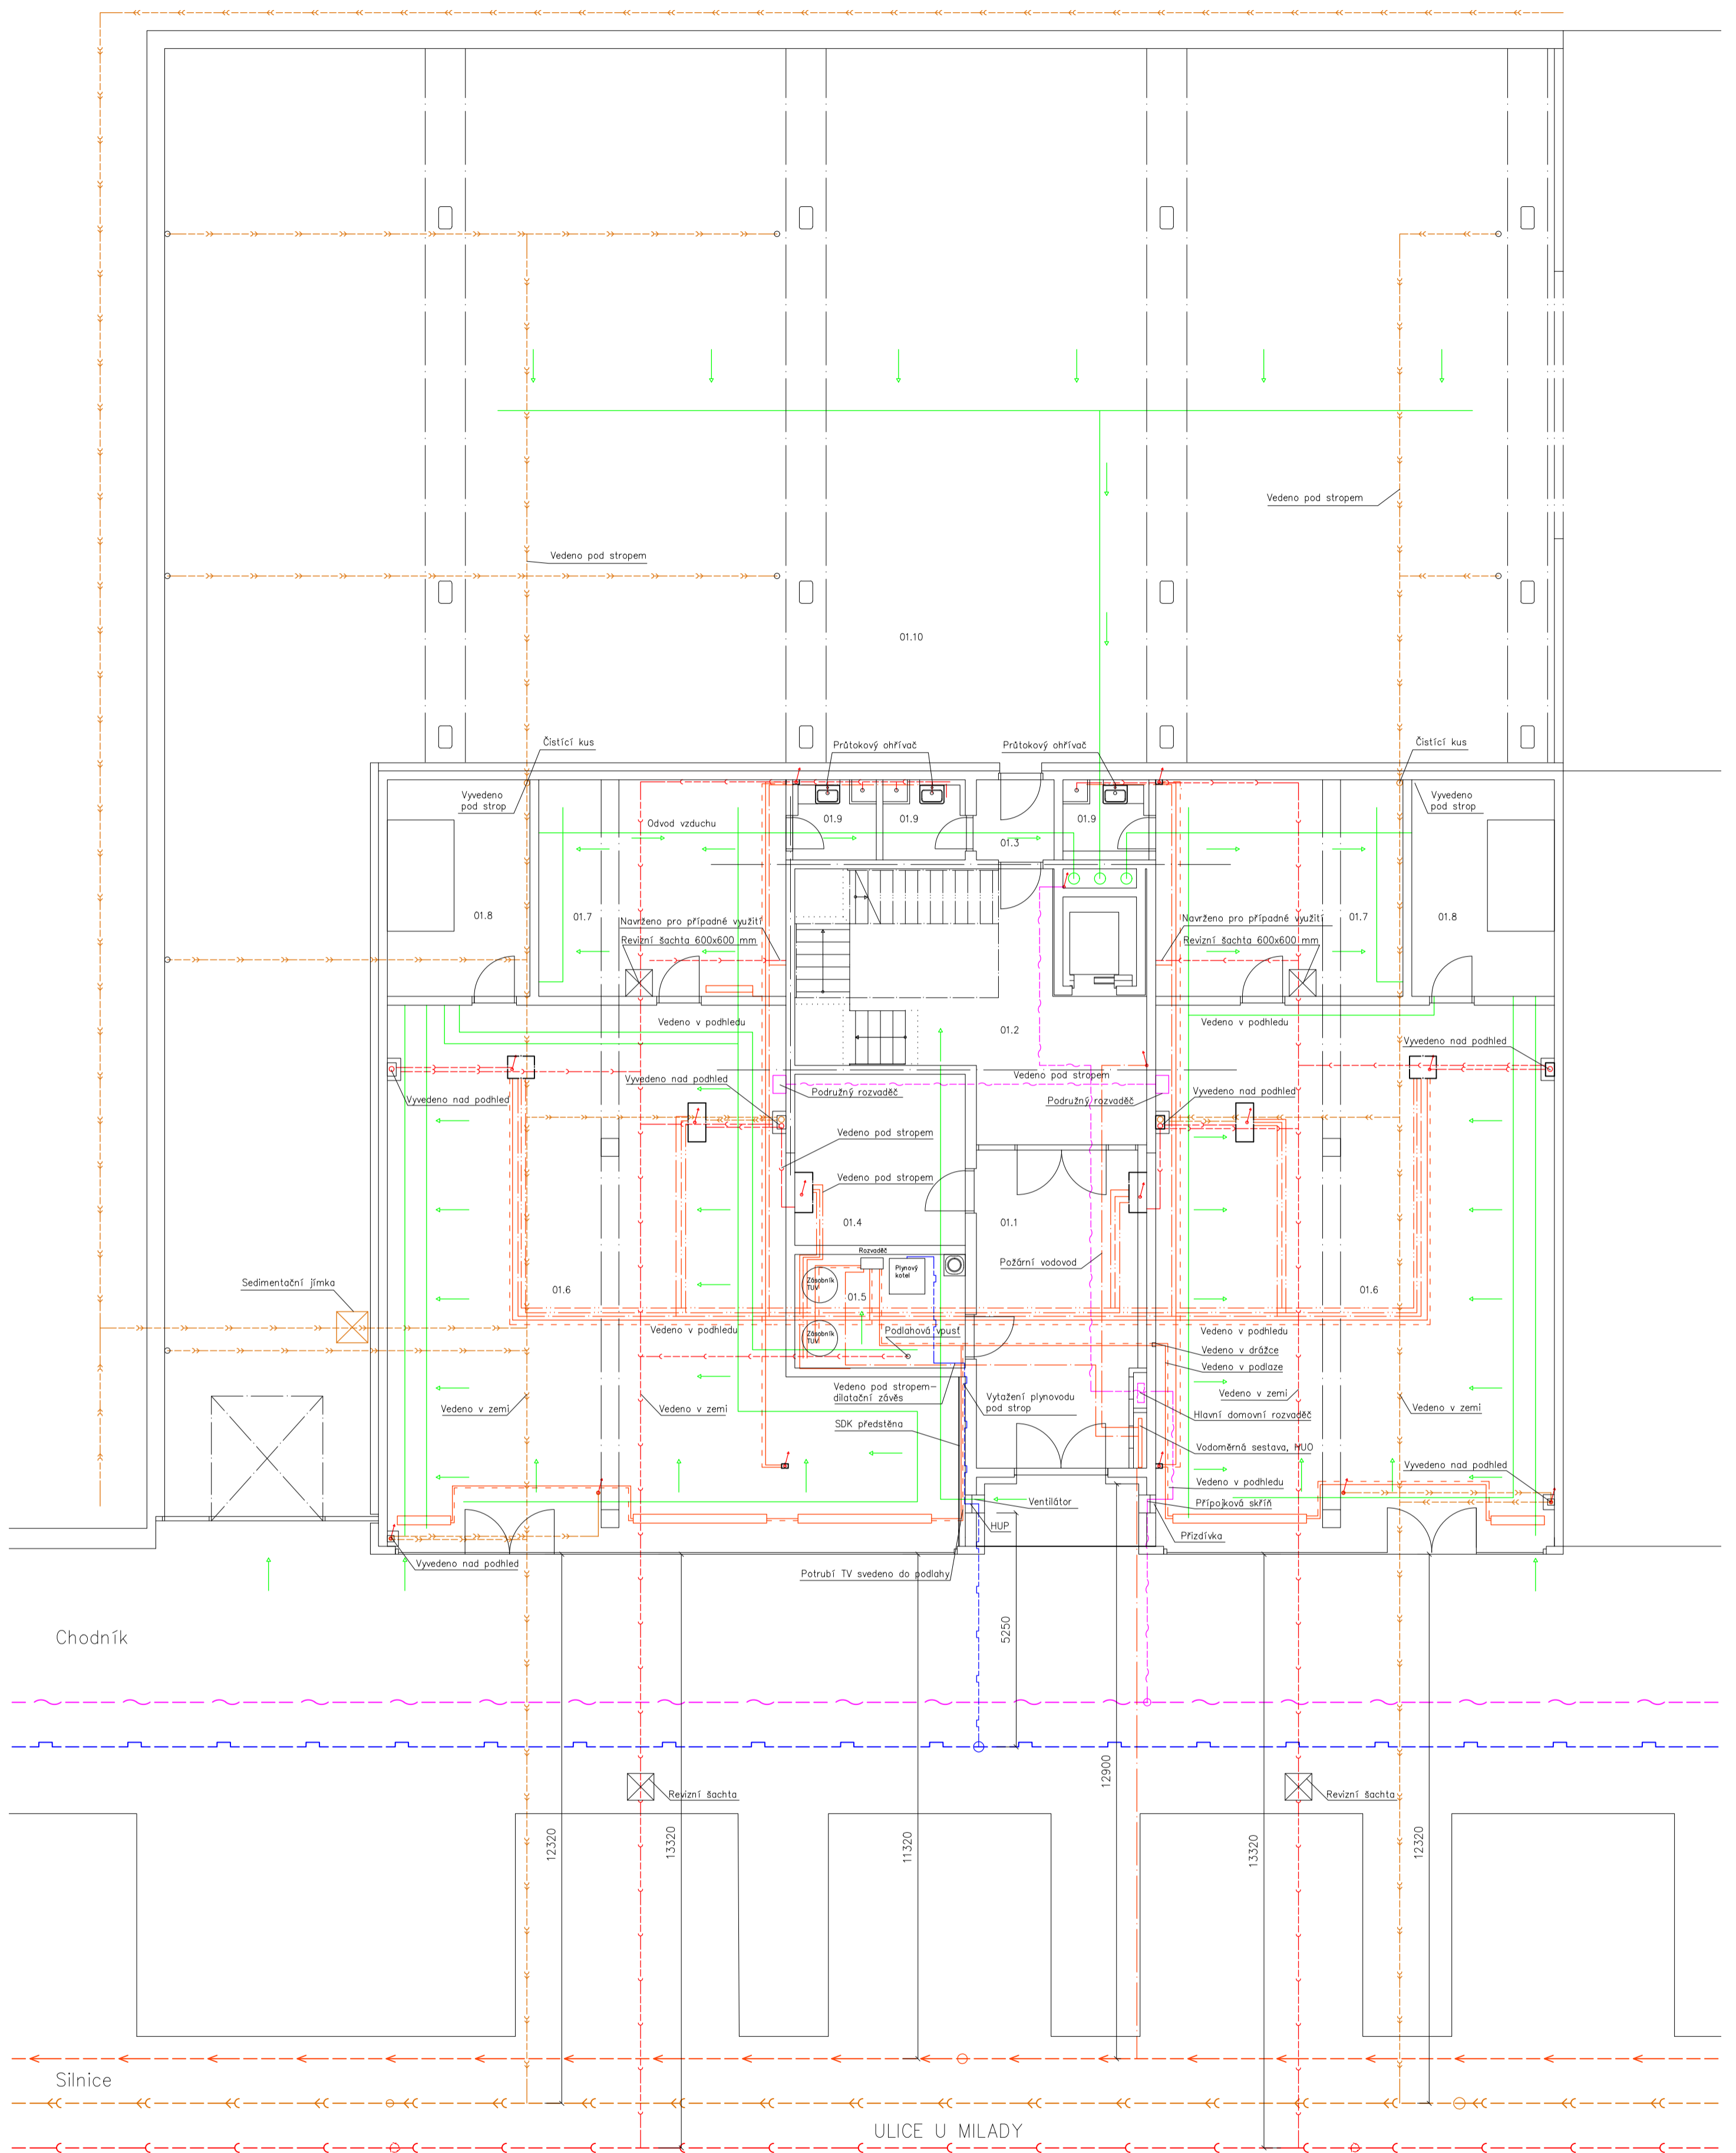 Vedeno pod stropem
Vedeno pod stropem
01.10
Čistící kus
Průtokový ohřívač
Průtokový ohřívač
Čistící kus
Vyvedeno
pod strop
Vyvedeno
pod strop
Odvod vzduchu
01.9
01.9
01.9
01.3
01.8
01.7
Navrženo pro případné využití
Revizní šachta 600x600 mm
Navrženo pro případné využití
Revizní šachta 600x600 mm
01.7
01.8
Vedeno v podhledu
01.2
Vedeno v podhledu
Vyvedeno nad podhled
Vyvedeno nad podhled
Vedeno pod stropem
Vyvedeno nad podhled
Podružný rozvaděč
Podružný rozvaděč
Vyvedeno nad podhled
Vedeno pod stropem
Vedeno pod stropem
01.4
01.1
Rozvaděč
Plynový
kotel
Požární vodovod
Sedimentační jímka
01.6
Zásobník
TUV
01.5
01.6
Vedeno v podhledu
Zásobník
TUV
Podlahová vpusť
Vedeno v podhledu
Vedeno v drážce
Vedeno v podlaze
Vedeno pod stropem-
dilatační závěs
Vytažení plynovodu
pod strop
Vedeno v zemi
Vedeno v zemi
Vedeno v zemi
Vedeno v zemi
SDK předstěna
Hlavní domovní rozvaděč
Vodoměrná sestava, HUO
Vyvedeno nad podhled
Vedeno v podhledu
Ventilátor
Přípojková skříň
HUP
Přizdívka
Vyvedeno nad podhled
Potrubí TV svedeno do podlahy
5250
Chodník
12900
Revizní šachta
Revizní šachta
12320
13320
11320
13320
12320
Silnice
ULICE U MILADY